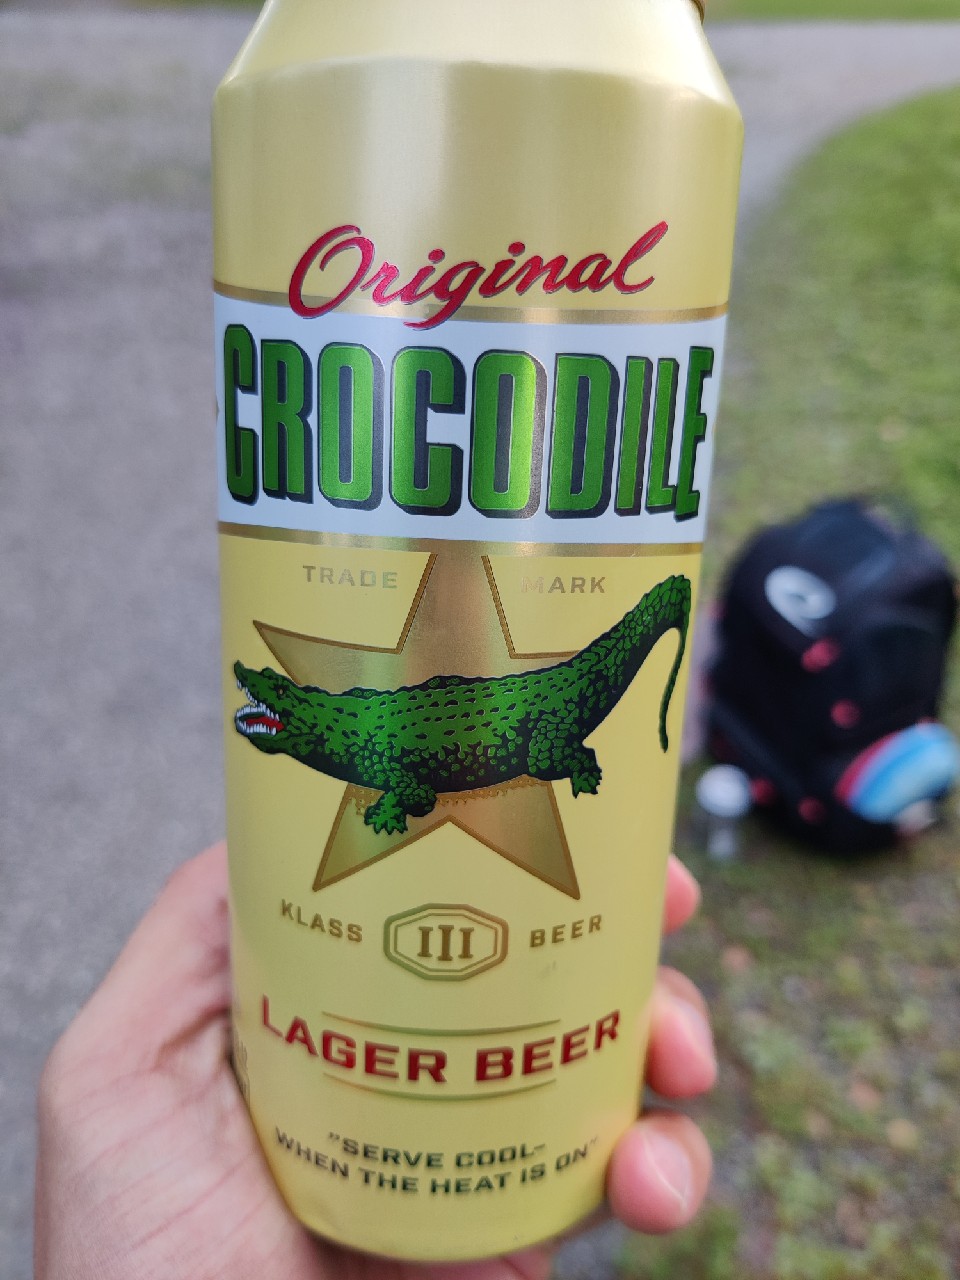 Original
CROCODILE
TRADE MARK
KLASS III BEER
LAGER BEER
"SERVE COOL-
WHEN THE HEAT IS ON"